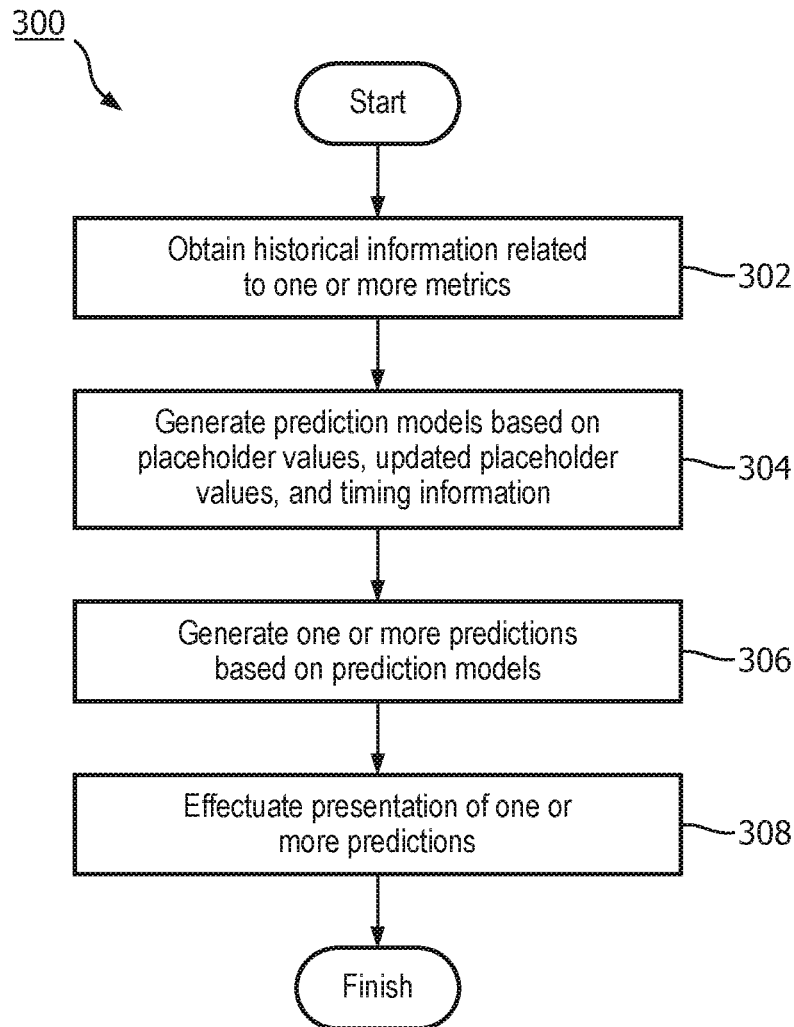 300
Start
Obtain historical information related
to one or more metrics
302
Generate prediction models based on
placeholder values, updated placeholder
values, and timing information
304
Generate one or more predictions
based on prediction models
306
Effectuate presentation of one or
more predictions
308
Finish